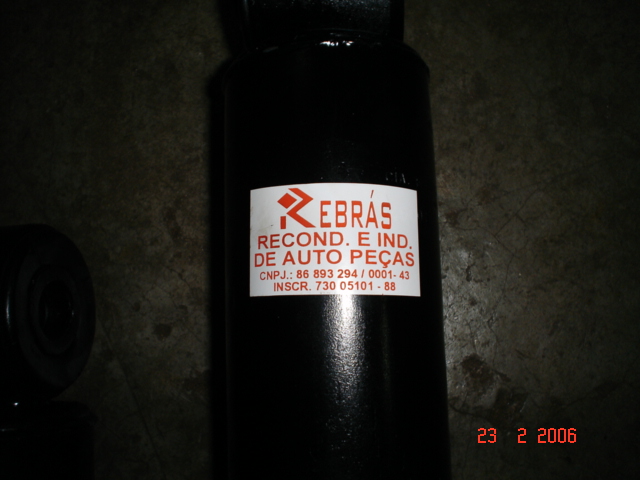 REBRÁS
RECOND. E IND.
DE AUTO PEÇAS
CNPJ.: 86 893 294 / 0001- 43
INSCR. 730 05101 - 88
23 2 2006